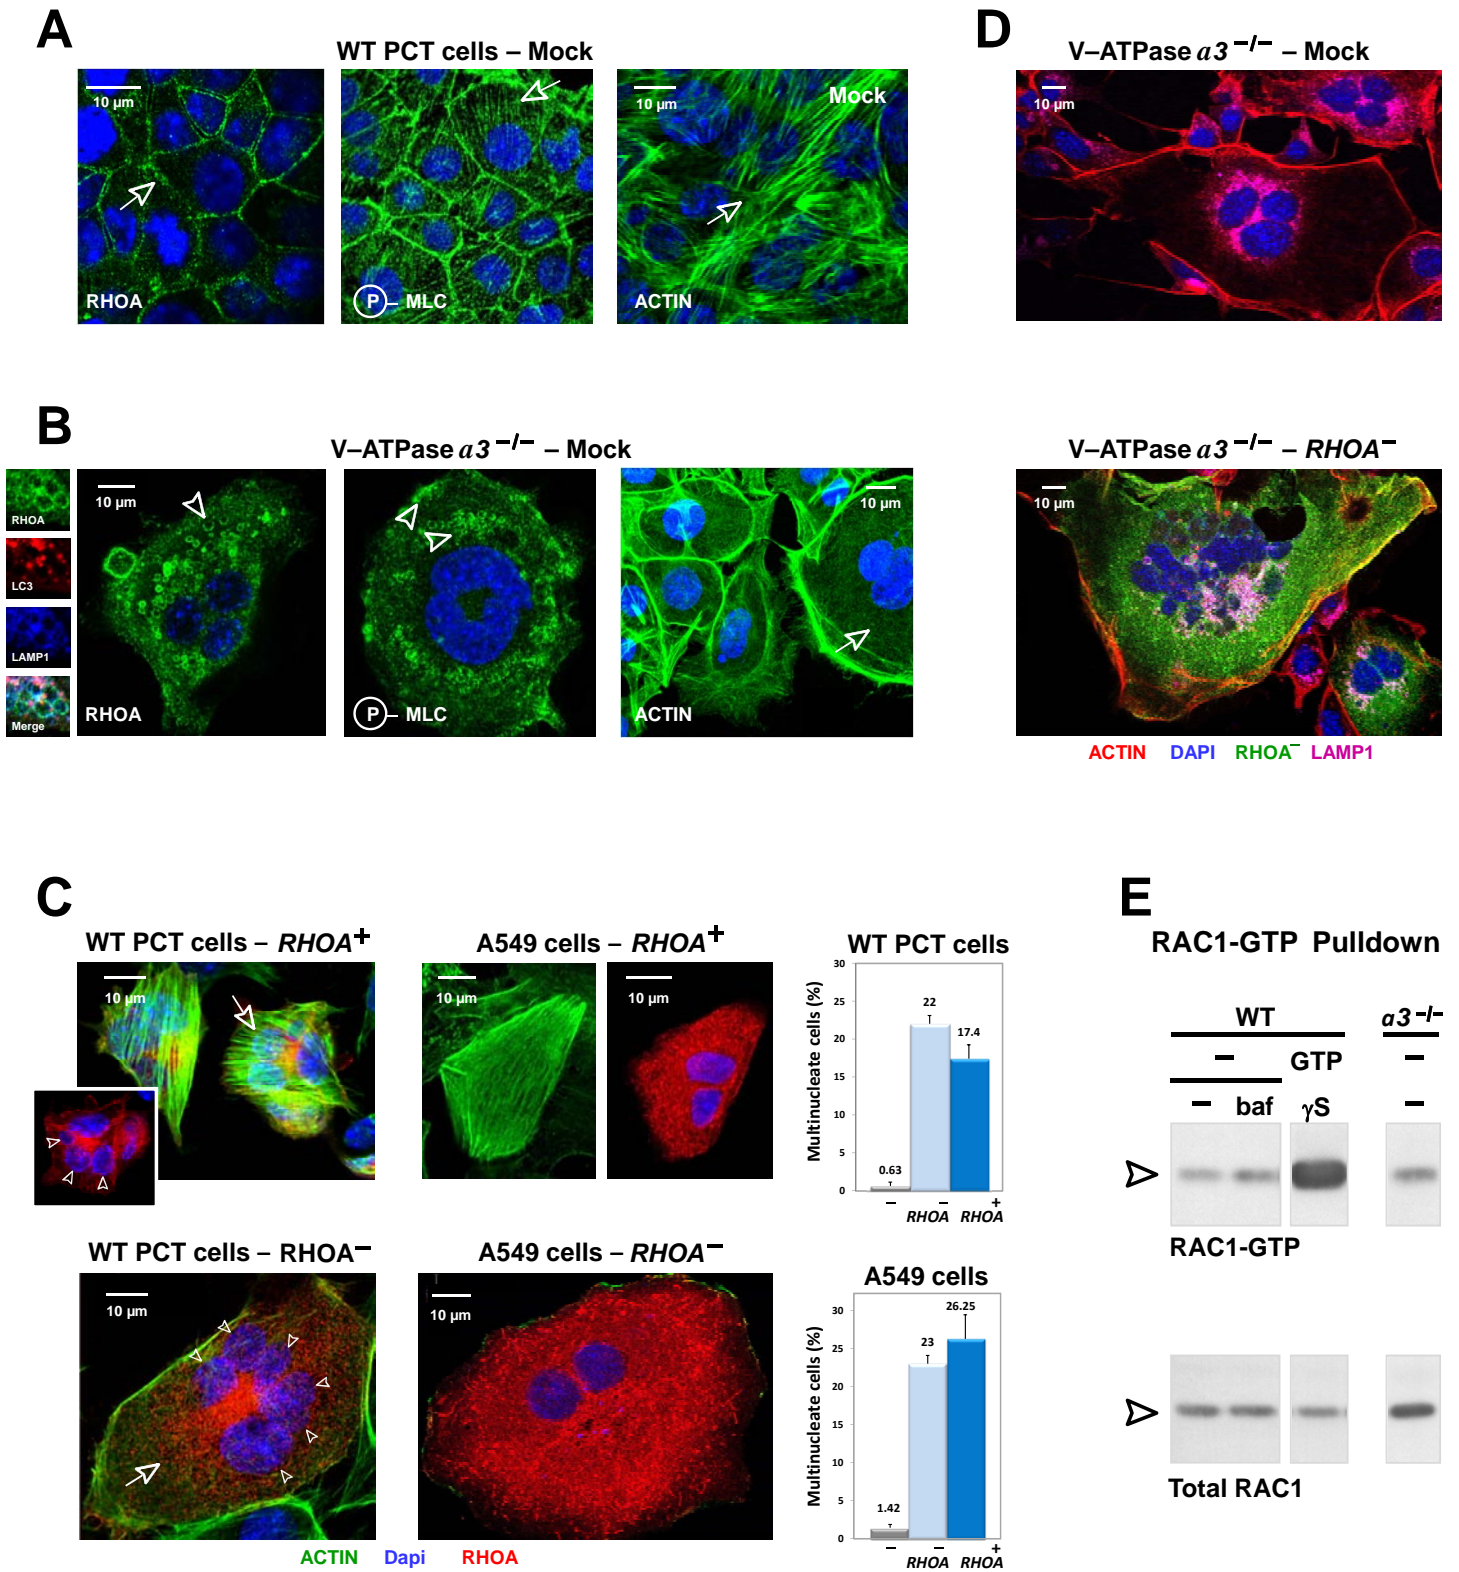 A
WT PCT cells – Mock
10 µm
RHOA
P – MLC
10 µm
Mock
ACTIN
D
V–ATPase a3 −/− – Mock
10 µm
B
V–ATPase a3 −/− – Mock
RHOA
LC3
LAMP1
Merge
10 µm
RHOA
P – MLC
10 µm
ACTIN
V–ATPase a3 −/− – RHOA−
10 µm
ACTIN DAPI RHOA− LAMP1
C
WT PCT cells – RHOA+
10 µm
A549 cells – RHOA+
10 µm
10 µm
WT PCT cells
Multinucleate cells (%)
30
25
20
15
10
5
0
0.63
22
17.4
− − +
RHOA RHOA
WT PCT cells – RHOA−
10 µm
A549 cells – RHOA−
10 µm
ACTIN Dapi RHOA
A549 cells
Multinucleate cells (%)
30
25
20
15
10
5
0
1.42
23
26.25
− − +
RHOA RHOA
E
RAC1-GTP Pulldown
WT a3 −/−
− GTP −
− baf γS −
RAC1-GTP
Total RAC1